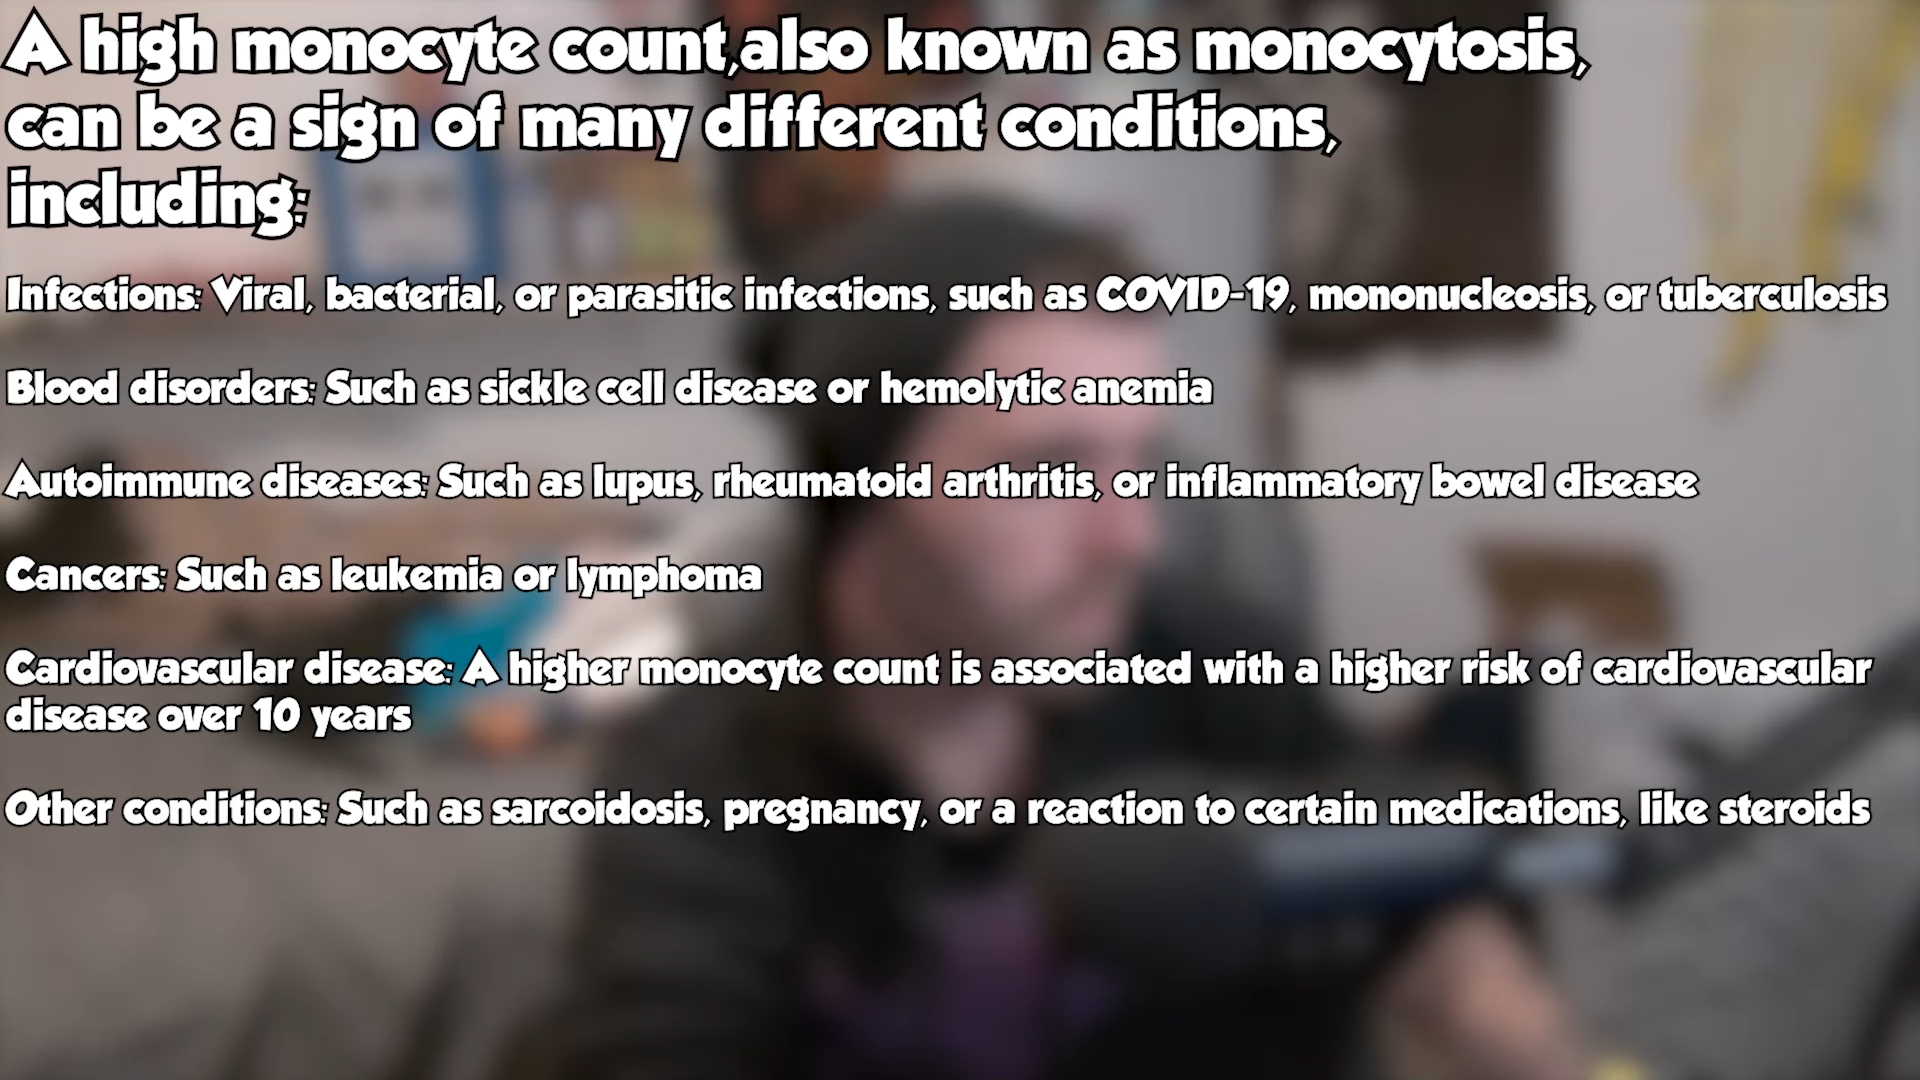 A high monocyte count,also known as monocytosis,
can be a sign of many different conditions,
including:
Infections: Viral, bacterial, or parasitic infections, such as COVID-19, mononucleosis, or tuberculosis
Blood disorders: Such as sickle cell disease or hemolytic anemia
Autoimmune diseases: Such as lupus, rheumatoid arthritis, or inflammatory bowel disease
Cancers: Such as leukemia or lymphoma
Cardiovascular disease: A higher monocyte count is associated with a higher risk of cardiovascular
disease over 10 years
Other conditions: Such as sarcoidosis, pregnancy, or a reaction to certain medications, like steroids